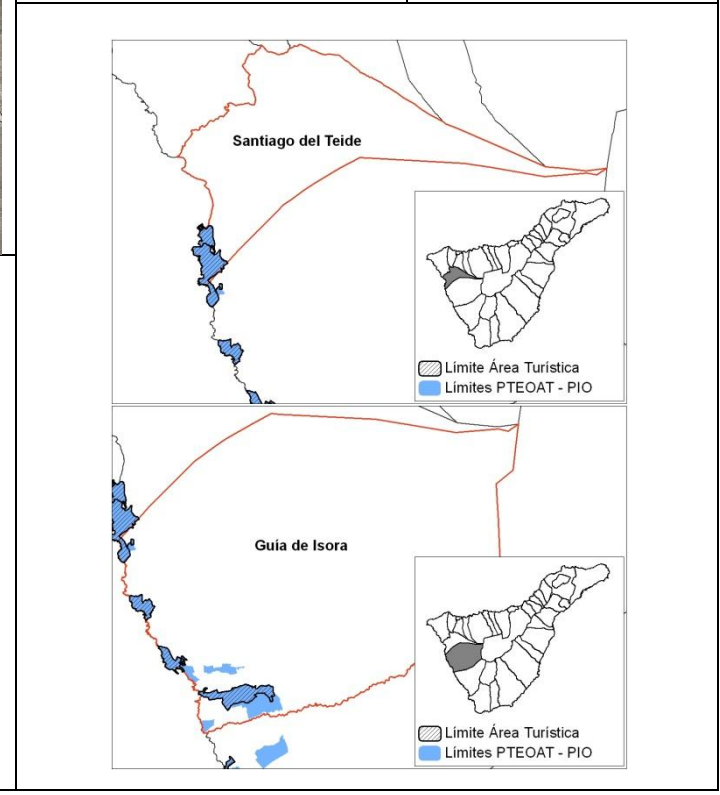 Santiago del Teide
Límite Área Turística
Límites PTEOAT - PIO
Guía de Isora
Límite Área Turística
Límites PTEOAT - PIO